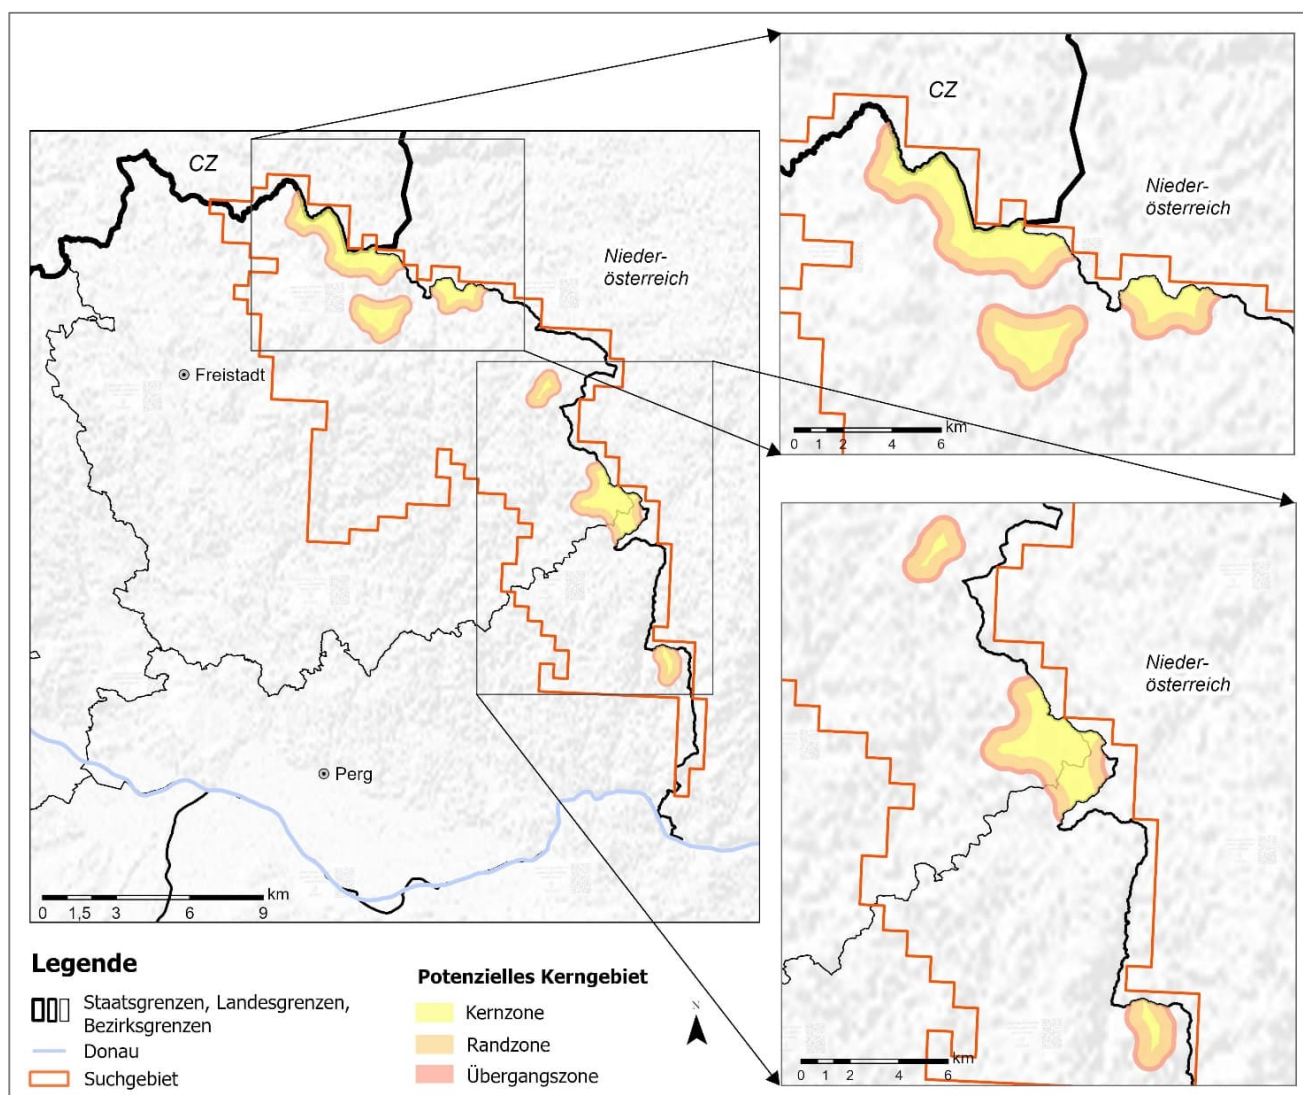 CZ
Nieder-
österreich
Freistadt
Perg
km
0 1,5 3 6 9
CZ
Nieder-
österreich
km
0 1 2 4 6
Nieder-
österreich
km
0 1 2 4 6
Legende
Staatsgrenzen, Landesgrenzen,
Bezirksgrenzen
Donau
Suchgebiet
Potenzielles Kerngebiet
Kernzone
Randzone
Übergangszone
N